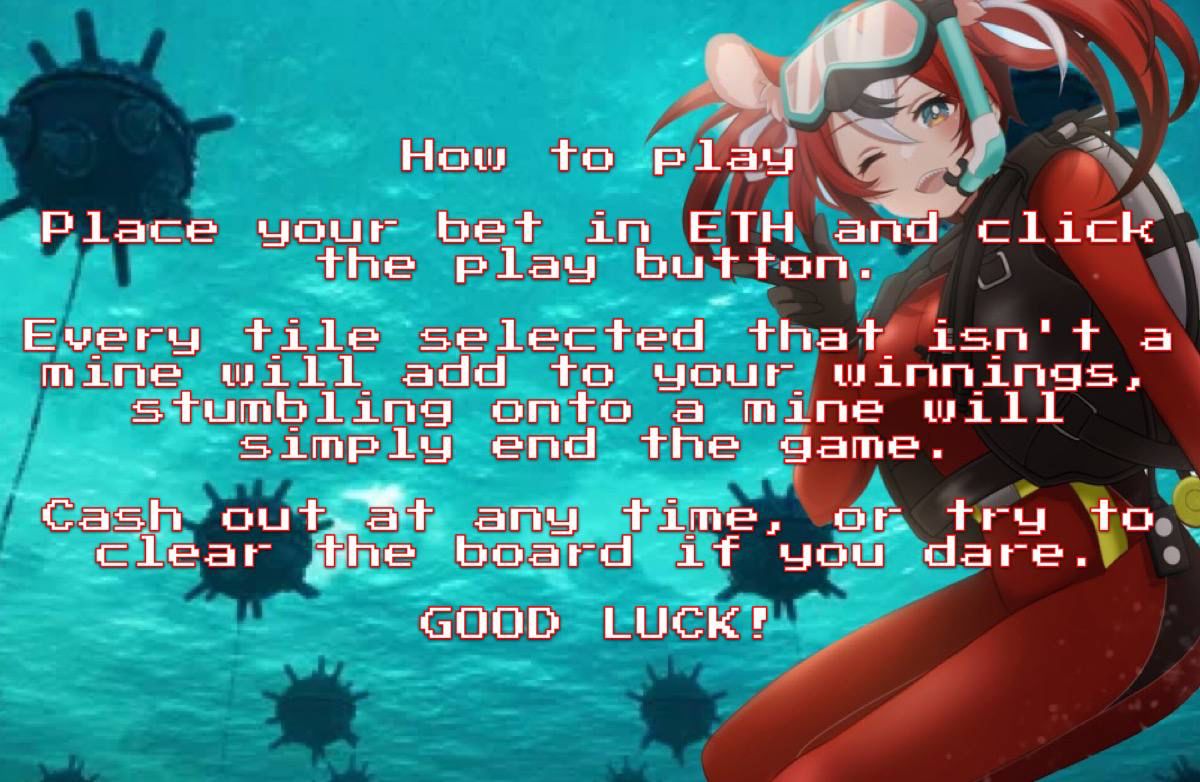 How to play
Place your bet in ETH and click
the play button.
Every tile selected that isn't a
mine will add to your winnings,
stumbling onto a mine will
simply end the game.
Cash out at any time, or try to
clear the board if you dare.
GOOD LUCK!